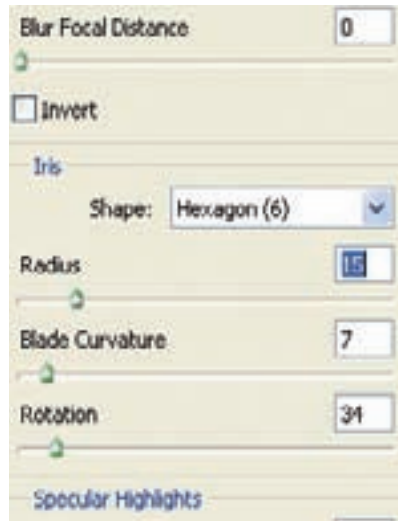 Blur Focal Distance 0
Invert
Iris
Shape: Hexagon (6)
Radius 15
Blade Curvature 7
Rotation 34
Specular Highlights